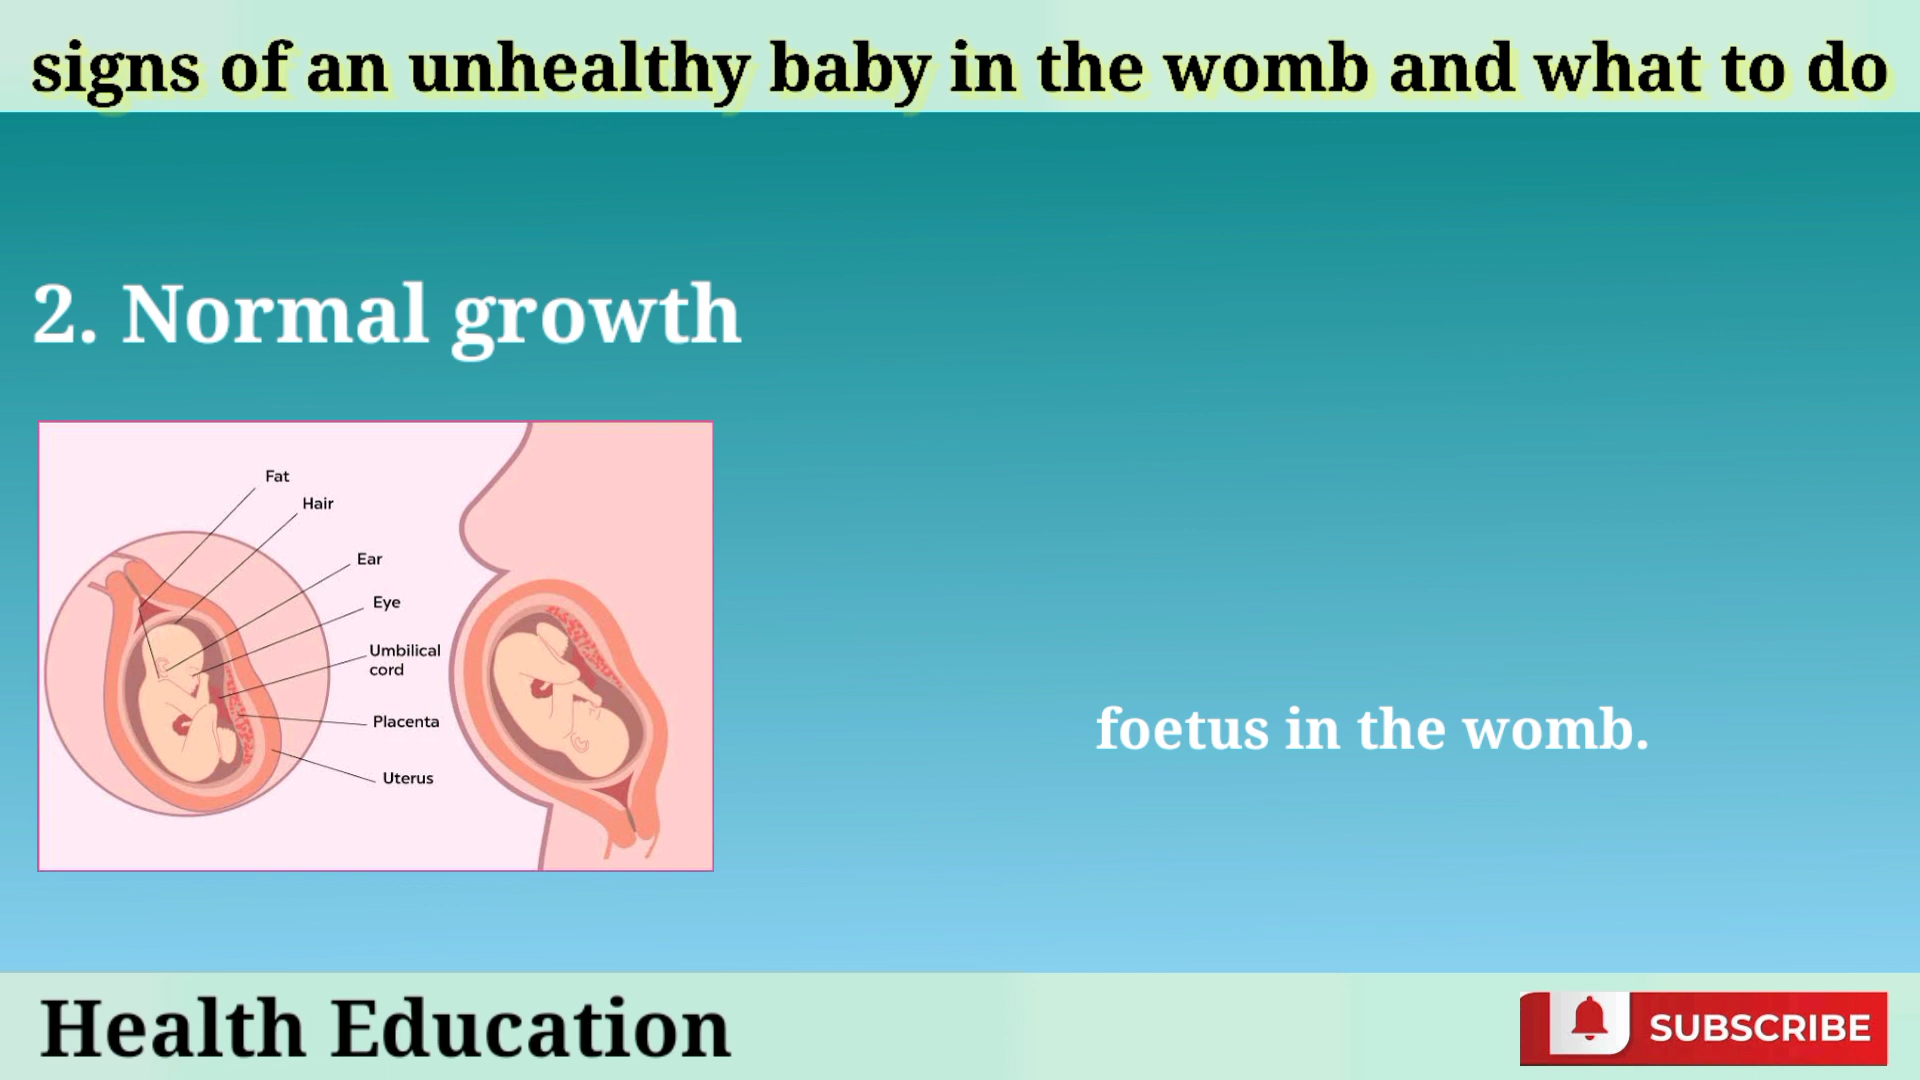 signs of an unhealthy baby in the womb and what to do
2. Normal growth
Fat
Hair
Ear
Eye
Umbilical
cord
Placenta
Uterus
foetus in the womb.
Health Education
SUBSCRIBE